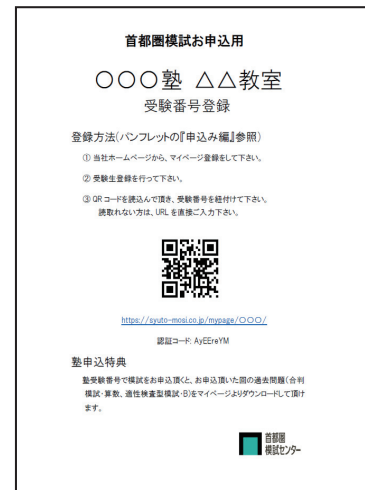 首都圏模試お申込用
○○○塾 △△教室
受験番号登録
登録方法(パンフレットの『申込み編』参照)
① 当社ホームページから、マイページ登録をして下さい。
② 受験生登録を行って下さい。
③ QRコードを読込んで頂き、受験番号を紐付けて下さい。
読取れない方は、URLを直接ご入力下さい。
https://syuto-mosi.co.jp/mypage/○○○/
認証コード: AyEEreYM
塾申込特典
塾受験番号で模試をお申込頂くと、お申込頂いた回の過去問題(合判
模試・算数、適性検査型模試・B)をマイページよりダウンロードして頂け
ます。
首都圏
模試センター